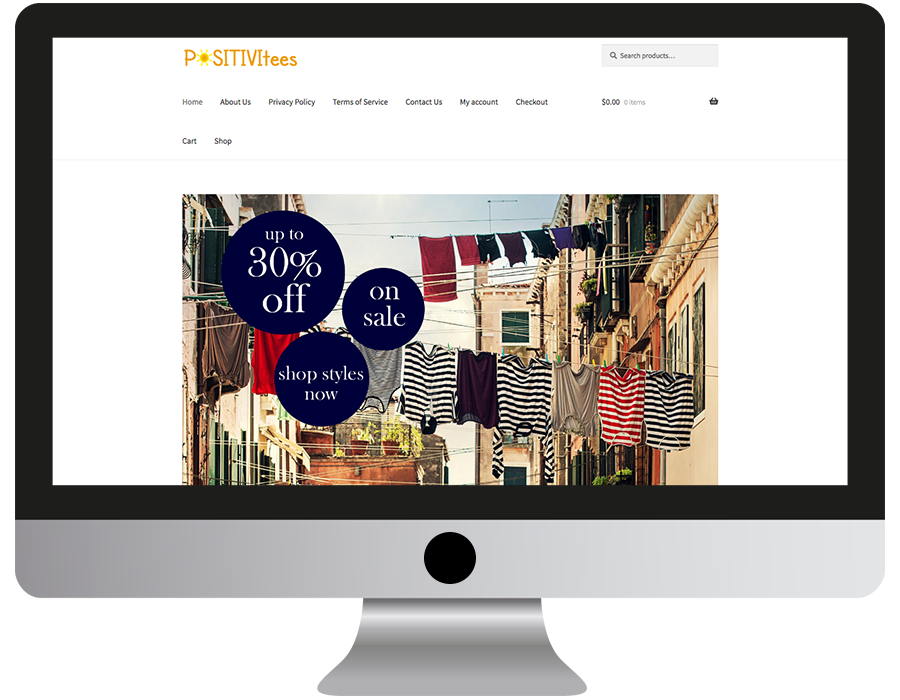 POSITIVItees
Search products...
Home About Us Privacy Policy Terms of Service Contact Us My account Checkout
$0.00 0 items
Cart Shop
up to
30%
off
on
sale
shop styles
now